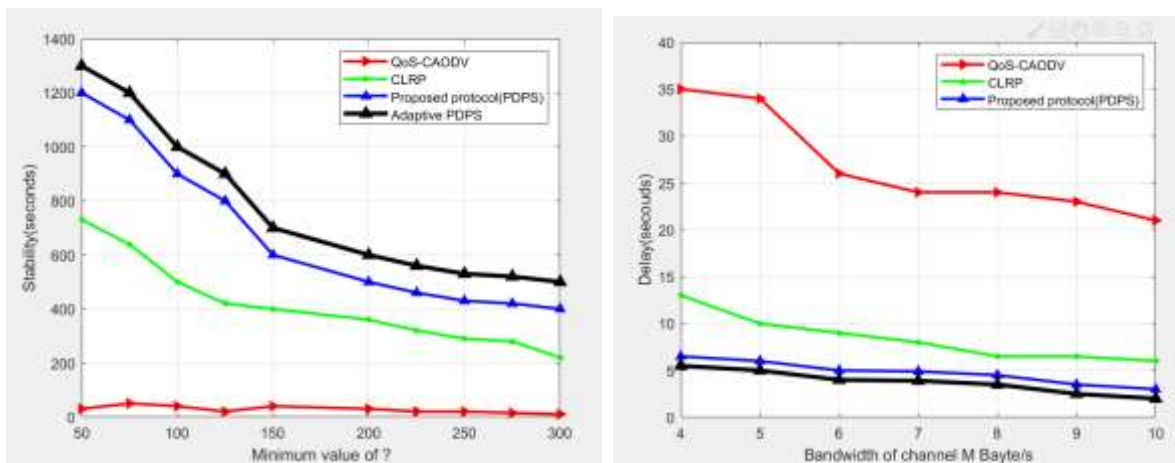 1400
1200
1000
800
600
400
200
0
Stability(seconds)
QoS-CAODV
CLRP
Proposed protocol(PDPS)
Adaptive PDPS
50 100 150 200 250 300
Minimum value of ?
40
35
30
25
20
15
10
5
0
Delay(secouds)
QoS-CAODV
CLRP
Proposed protocol(PDPS)
4 5 6 7 8 9 10
Bandwidth of channel M Bayte/s